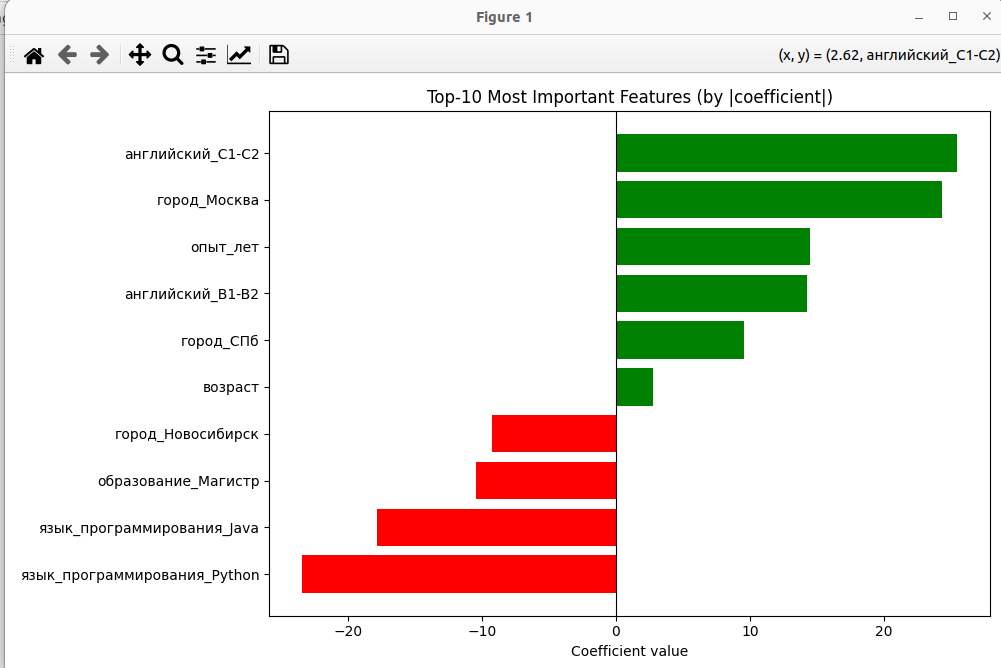 Figure 1
(x, y) = (2.62, английский_C1-C2)
Top-10 Most Important Features (by |coefficient|)
английский_C1-C2
город_Москва
опыт_лет
английский_B1-B2
город_СПб
возраст
город_Новосибирск
образование_Магистр
язык_программирования_Java
язык_программирования_Python
−20 −10 0 10 20
Coefficient value